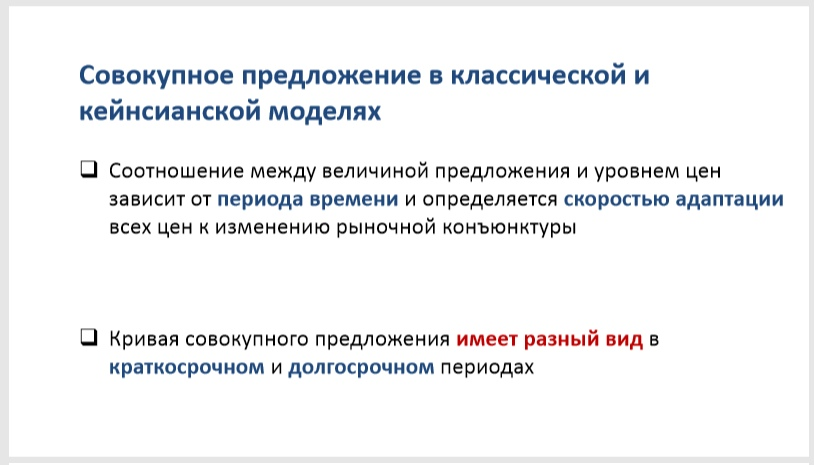 Совокупное предложение в классической и
кейнсианской моделях
Соотношение между величиной предложения и уровнем цен
зависит от периода времени и определяется скоростью адаптации
всех цен к изменению рыночной конъюнктуры
Кривая совокупного предложения имеет разный вид в
краткосрочном и долгосрочном периодах